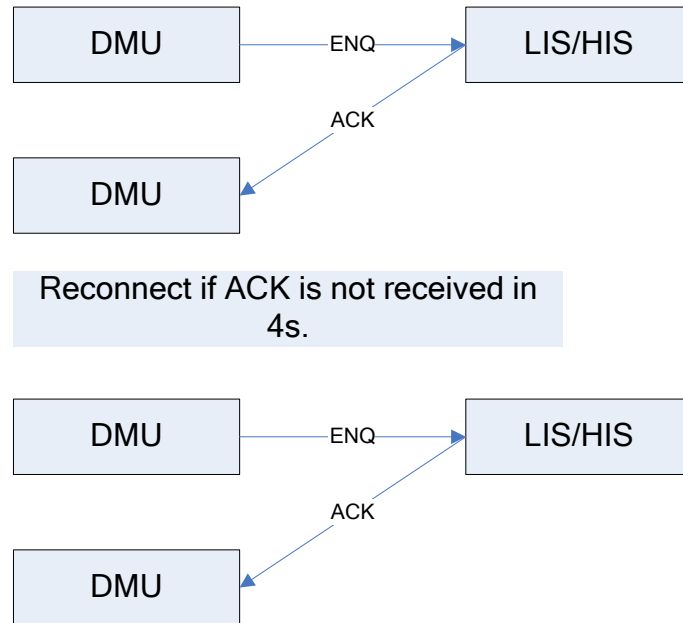 DMU
ENQ
LIS/HIS
ACK
DMU
Reconnect if ACK is not received in
4s.
DMU
ENQ
LIS/HIS
ACK
DMU